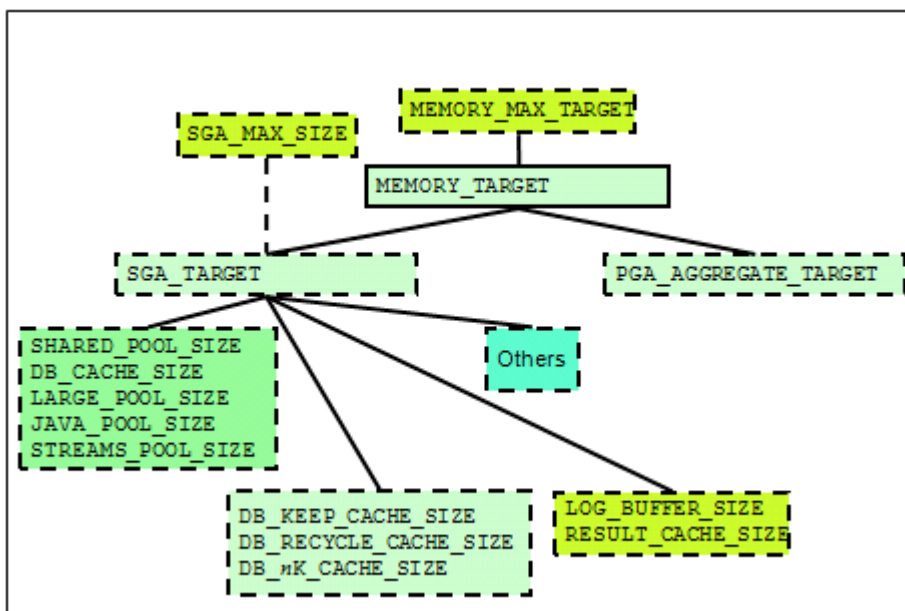 MEMORY_MAX_TARGET
SGA_MAX_SIZE
MEMORY_TARGET
SGA_TARGET
PGA_AGGREGATE_TARGET
SHARED_POOL_SIZE
DB_CACHE_SIZE
LARGE_POOL_SIZE
JAVA_POOL_SIZE
STREAMS_POOL_SIZE
Others
DB_KEEP_CACHE_SIZE
DB_RECYCLE_CACHE_SIZE
DB_nK_CACHE_SIZE
LOG_BUFFER_SIZE
RESULT_CACHE_SIZE